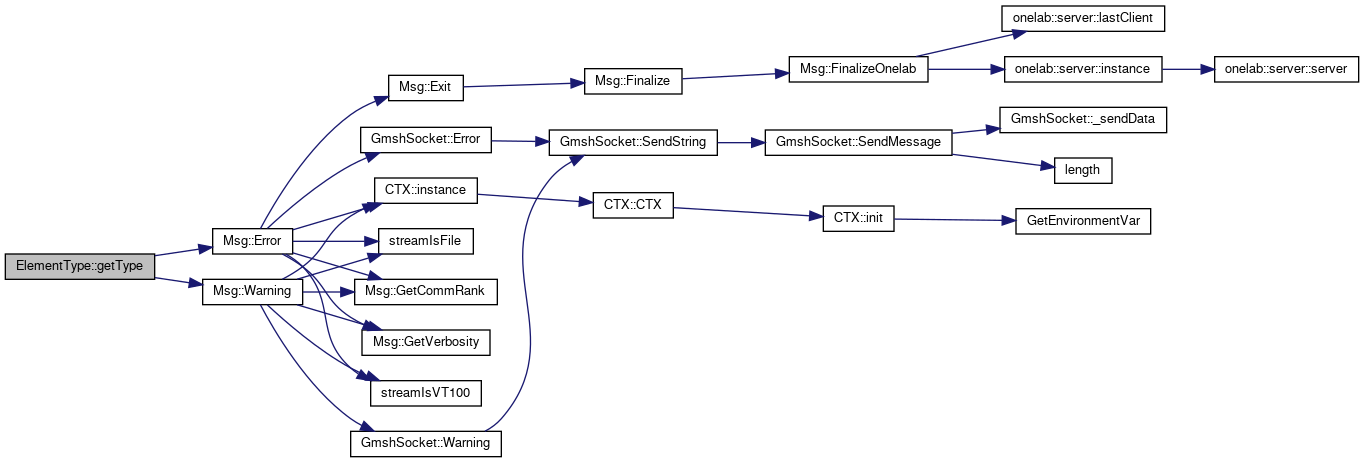 ElementType::getType
Msg::Error
Msg::Warning
Msg::Exit
GmshSocket::Error
CTX::instance
streamIsFile
Msg::GetCommRank
Msg::GetVerbosity
streamIsVT100
GmshSocket::Warning
Msg::Finalize
GmshSocket::SendString
CTX::CTX
Msg::FinalizeOnelab
GmshSocket::SendMessage
CTX::init
onelab::server::lastClient
onelab::server::instance
GmshSocket::_sendData
length
GetEnvironmentVar
onelab::server::server